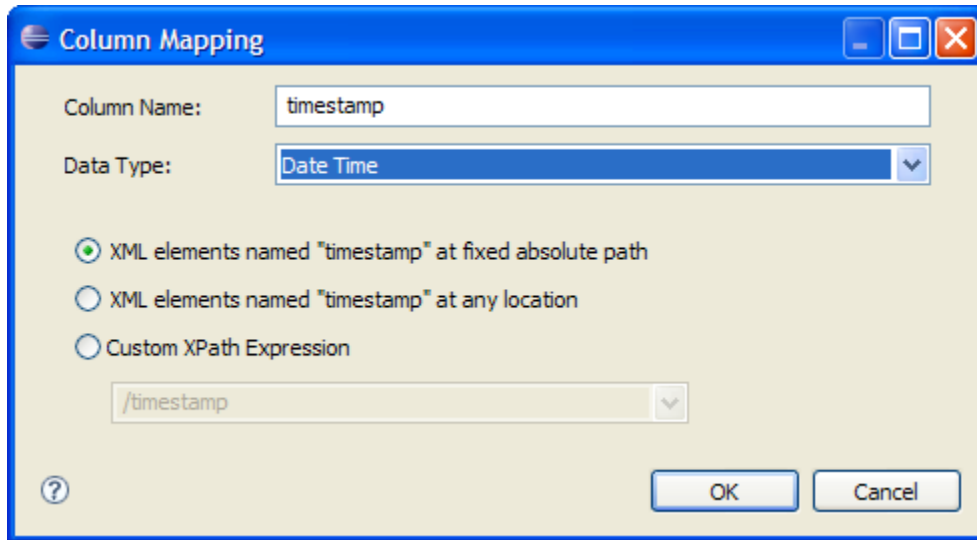 Column Mapping
Column Name: timestamp
Data Type: Date Time
XML elements named "timestamp" at fixed absolute path
XML elements named "timestamp" at any location
Custom XPath Expression
/timestamp
?
OK Cancel